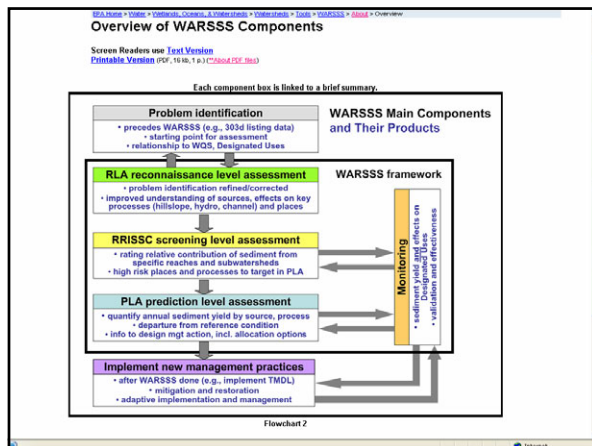 EPA Home > Water > Wetlands, Oceans, & Watersheds > Watersheds > Tools > WARSSS > About > Overview
Overview of WARSSS Components
Screen Readers use Text Version
Printable Version (PDF, 16 kb, 1 p.) (**About PDF files)
Each component box is linked to a brief summary.
Problem identification
• precedes WARSSS (e.g., 303d listing data)
• starting point for assessment
• relationship to WQS, Designated Uses
WARSSS Main Components
and Their Products
RLA reconnaissance level assessment
• problem identification refined/corrected
• improved understanding of sources, effects on key
processes (hillslope, hydro, channel) and places
WARSSS framework
RRISSC screening level assessment
• rating relative contribution of sediment from
specific reaches and subwatersheds
• high risk places and processes to target in PLA
PLA prediction level assessment
• quantify annual sediment yield by source, process
• departure from reference condition
• info to design mgt action, incl. allocation options
Monitoring
• sediment yield and effects on
Designated Uses
• validation and effectiveness
Implement new management practices
• after WARSSS done (e.g., implement TMDL)
• mitigation and restoration
• adaptive implementation and management
Flowchart 2
Internet